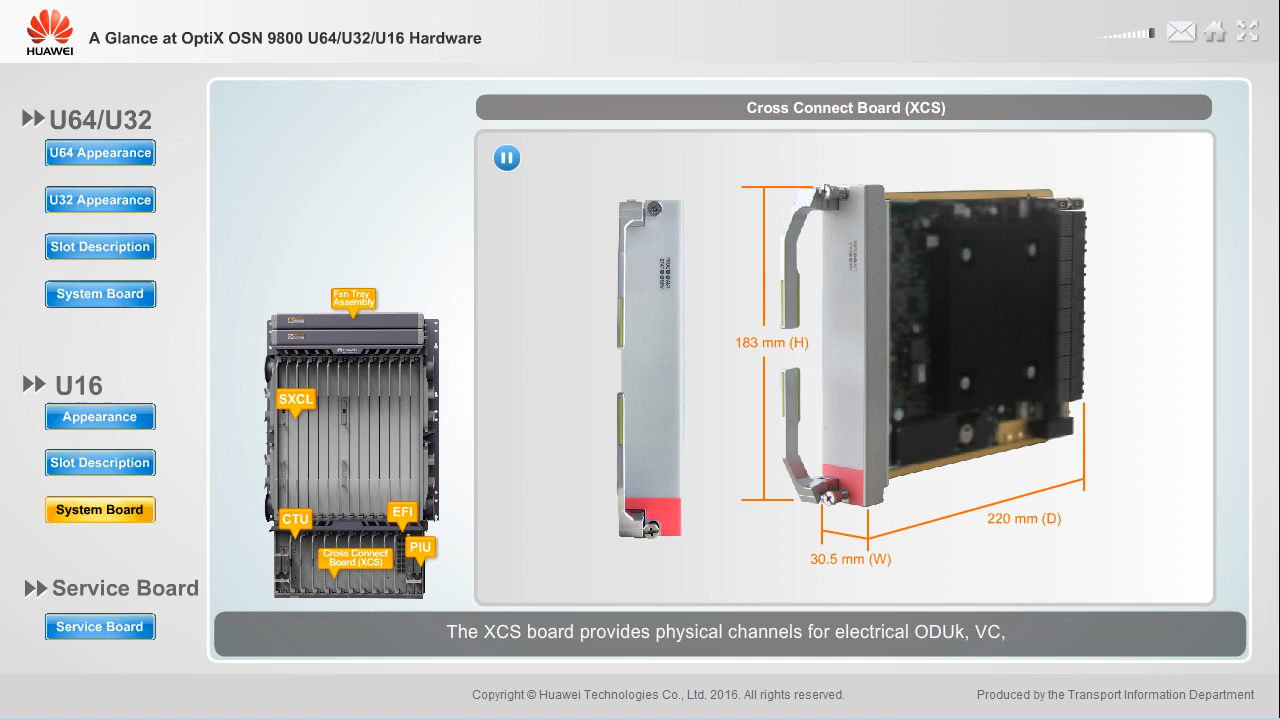 HUAWEI
A Glance at OptiX OSN 9800 U64/U32/U16 Hardware
U64/U32
U64 Appearance
U32 Appearance
Slot Description
System Board
U16
Appearance
Slot Description
System Board
Service Board
Service Board
Cross Connect Board (XCS)
Fan Tray
Assembly
SXCL
CTU
EFI
Cross Connect
Board (XCS)
PIU
183 mm (H)
220 mm (D)
30.5 mm (W)
The XCS board provides physical channels for electrical ODUk, VC,
Copyright © Huawei Technologies Co., Ltd. 2016. All rights reserved.
Produced by the Transport Information Department